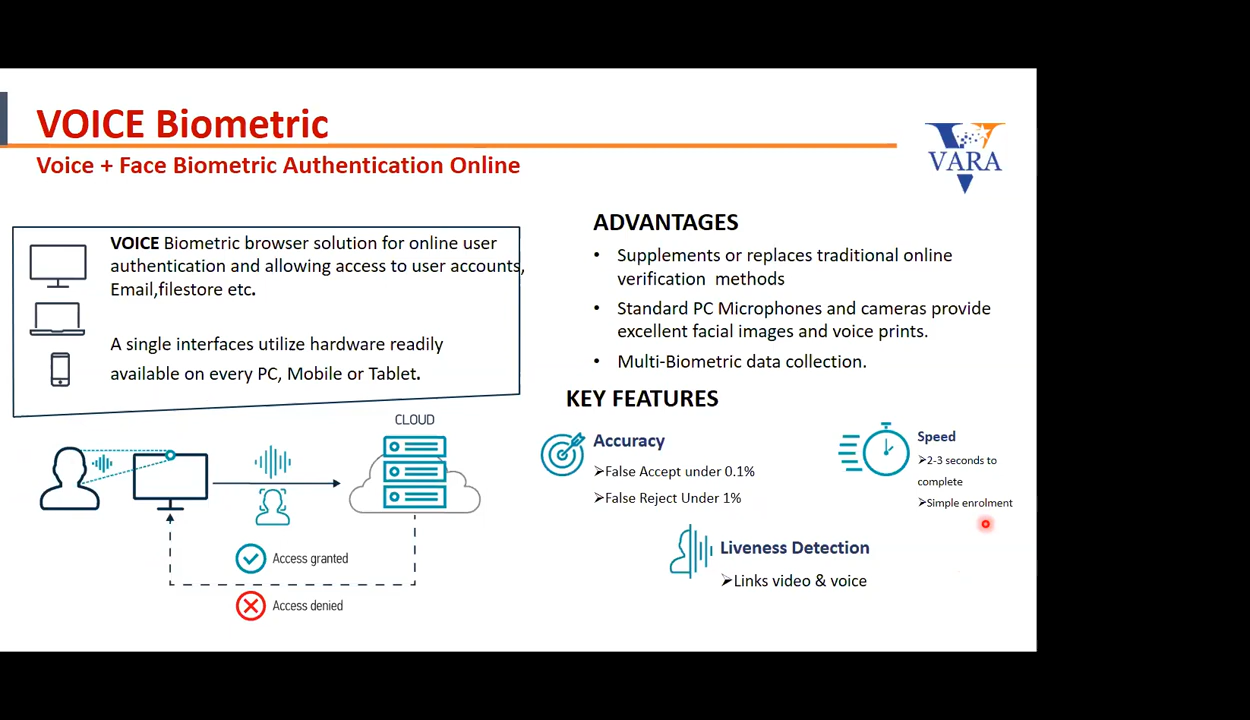 VOICE Biometric
Voice + Face Biometric Authentication Online
VARA
VOICE Biometric browser solution for online user
authentication and allowing access to user accounts,
Email,filestore etc.
A single interfaces utilize hardware readily
available on every PC, Mobile or Tablet.
CLOUD
Access granted
Access denied
ADVANTAGES
• Supplements or replaces traditional online
verification methods
• Standard PC Microphones and cameras provide
excellent facial images and voice prints.
• Multi-Biometric data collection.
KEY FEATURES
Accuracy
➢False Accept under 0.1%
➢False Reject Under 1%
Speed
➢2-3 seconds to
complete
➢Simple enrolment
Liveness Detection
➢Links video & voice